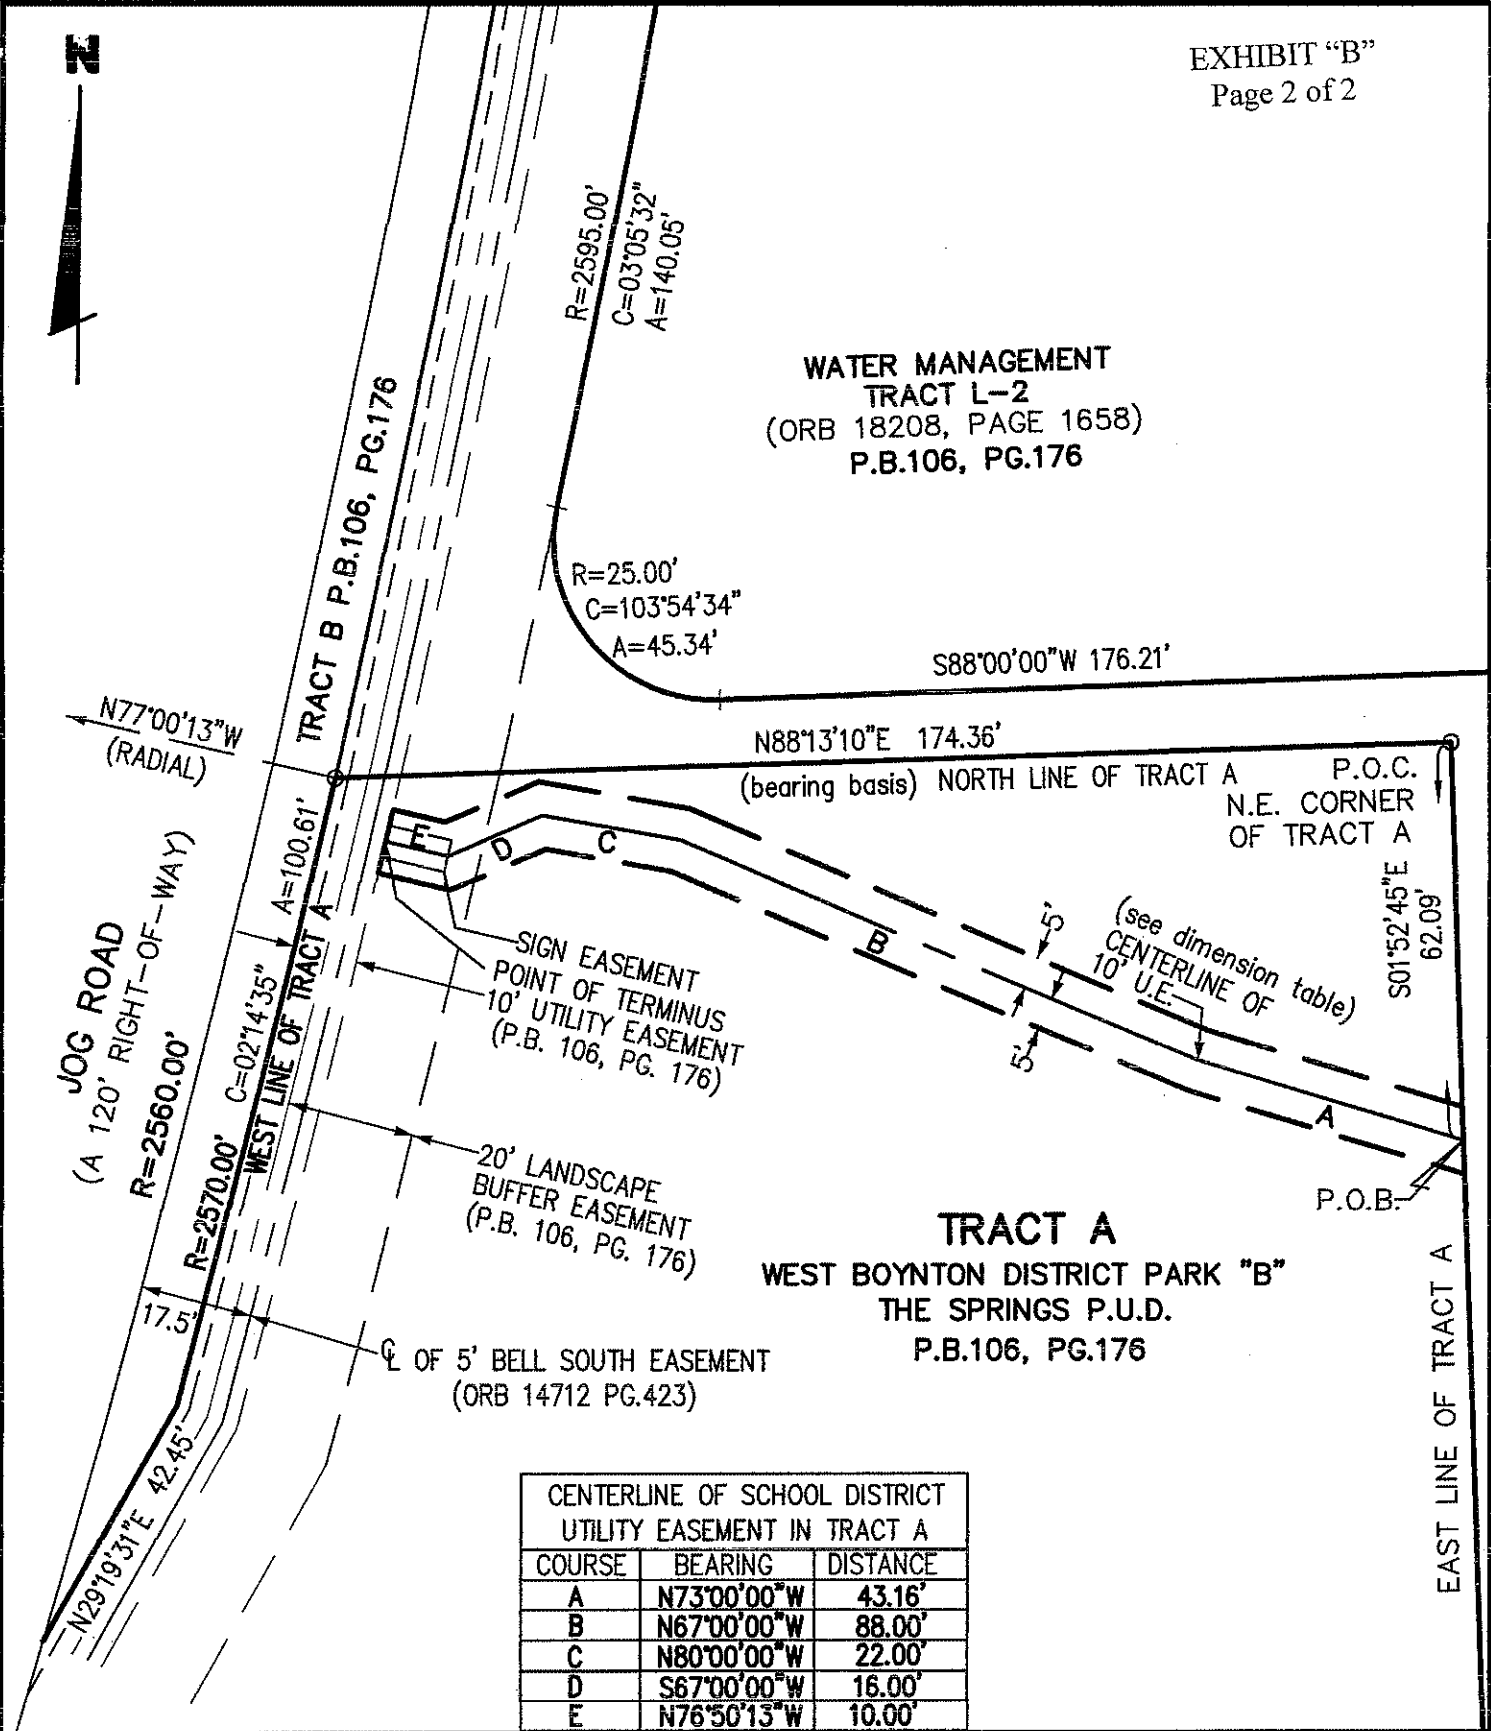 N
EXHIBIT “B”
Page 2 of 2
R=2595.00'
C=03°05'32"
A=140.05'
WATER MANAGEMENT
TRACT L-2
(ORB 18208, PAGE 1658)
P.B.106, PG.176
TRACT B P.B.106, PG.176
R=25.00'
C=103°54'34"
A=45.34'
S88°00'00"W 176.21'
N77°00'13"W
(RADIAL)
N88°13'10"E 174.36'
(bearing basis) NORTH LINE OF TRACT A
P.O.C.
N.E. CORNER
OF TRACT A
S01°52'45"E
62.09'
A=100.61'
C=02°14'35"
WEST LINE OF TRACT A
JOG ROAD
(A 120' RIGHT-OF-WAY)
R=2560.00'
R=2570.00'
E
D
C
B
A
5'
5'
(see dimension table)
CENTERLINE OF
10' U.E.
SIGN EASEMENT
POINT OF TERMINUS
10' UTILITY EASEMENT
(P.B. 106, PG. 176)
20' LANDSCAPE
BUFFER EASEMENT
(P.B. 106, PG. 176)
P.O.B.
TRACT A
WEST BOYNTON DISTRICT PARK "B"
THE SPRINGS P.U.D.
P.B.106, PG.176
17.5'
℄ OF 5' BELL SOUTH EASEMENT
(ORB 14712 PG.423)
N29°19'31"E 42.45'
EAST LINE OF TRACT A
CENTERLINE OF SCHOOL DISTRICT
UTILITY EASEMENT IN TRACT A
COURSE BEARING DISTANCE
A N73°00'00"W 43.16'
B N67°00'00"W 88.00'
C N80°00'00"W 22.00'
D S67°00'00"W 16.00'
E N76°50'13"W 10.00'